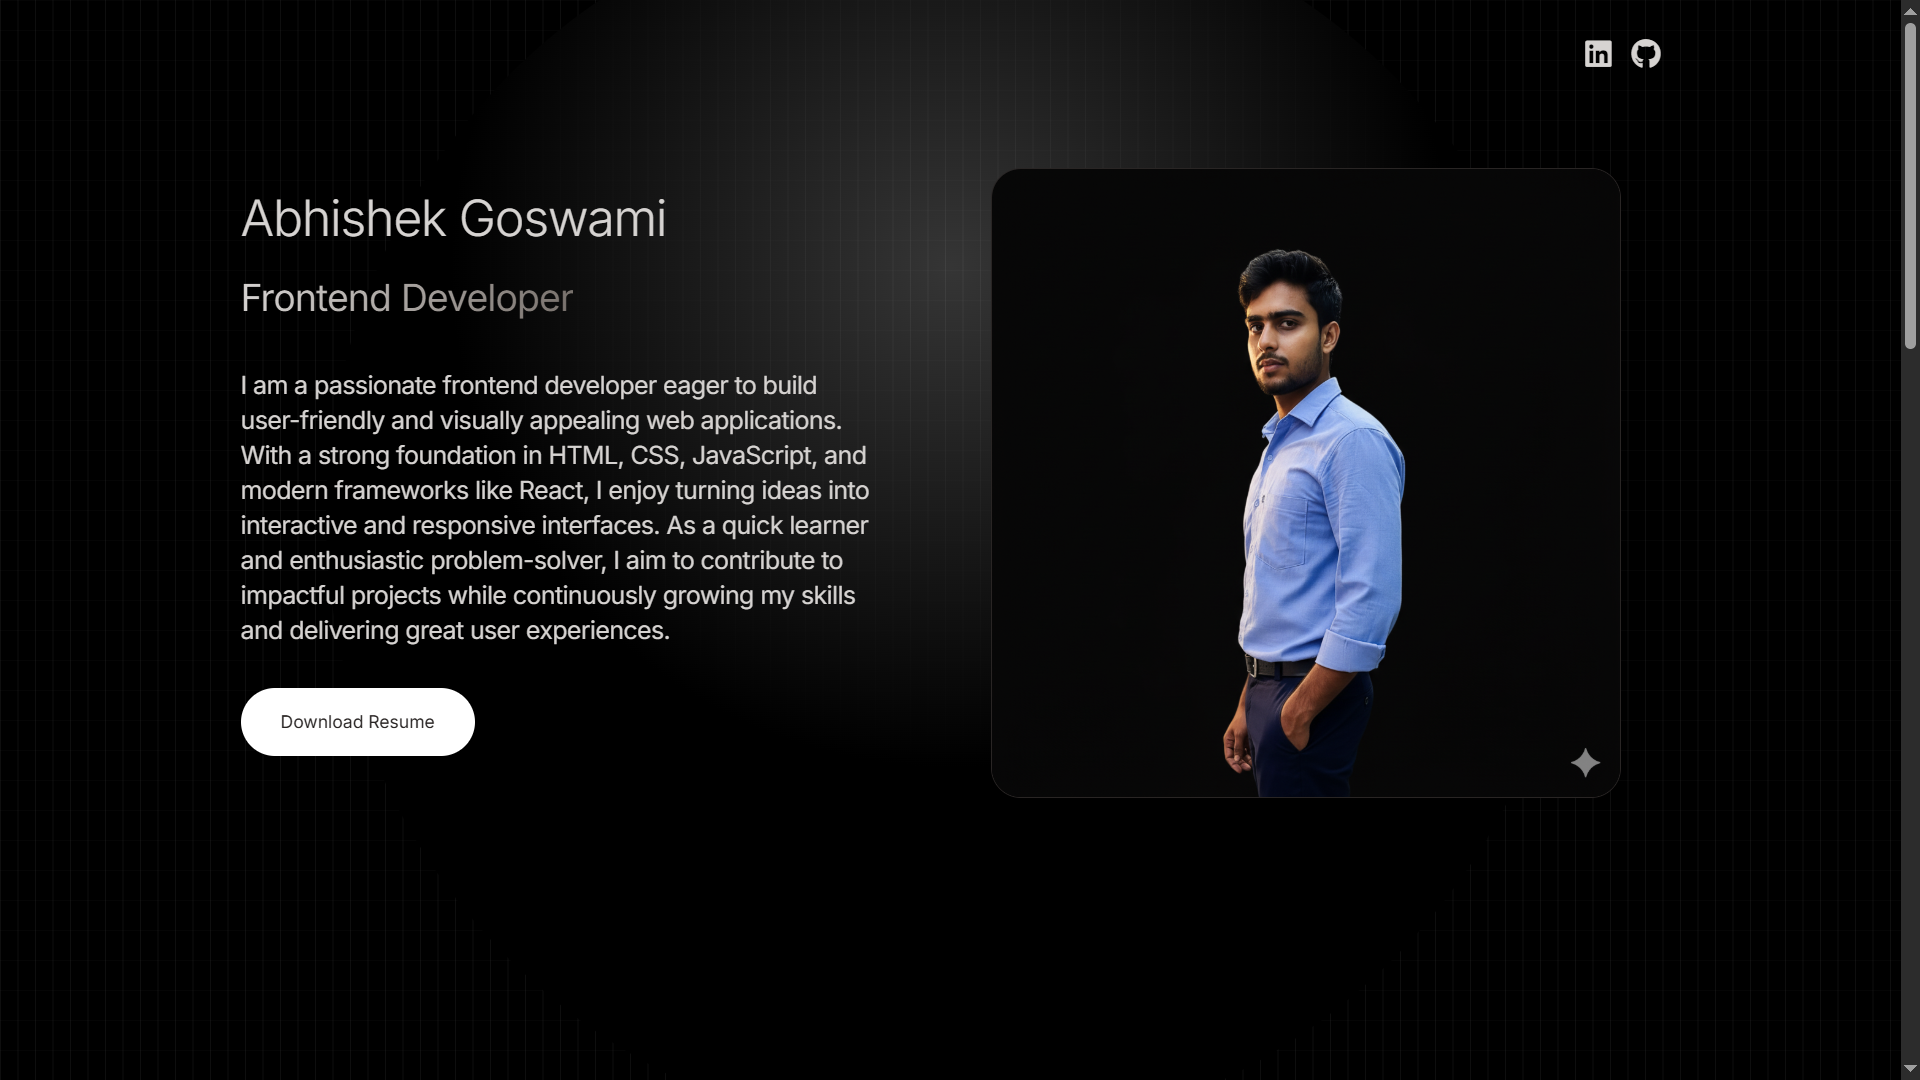 in
Abhishek Goswami
Frontend Developer
I am a passionate frontend developer eager to build
user-friendly and visually appealing web applications.
With a strong foundation in HTML, CSS, JavaScript, and
modern frameworks like React, I enjoy turning ideas into
interactive and responsive interfaces. As a quick learner
and enthusiastic problem-solver, I aim to contribute to
impactful projects while continuously growing my skills
and delivering great user experiences.
Download Resume